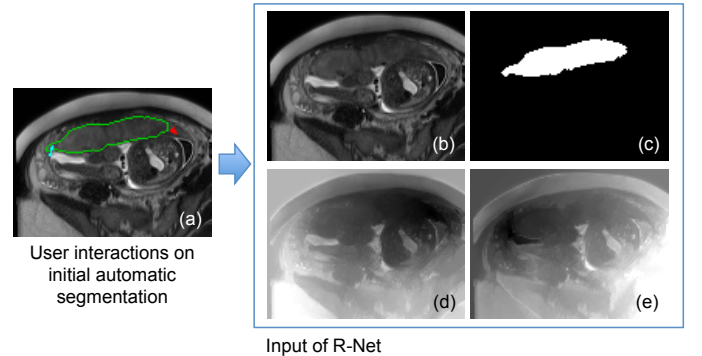 (a)
User interactions on
initial automatic
segmentation
(b)
(c)
(d)
(e)
Input of R-Net